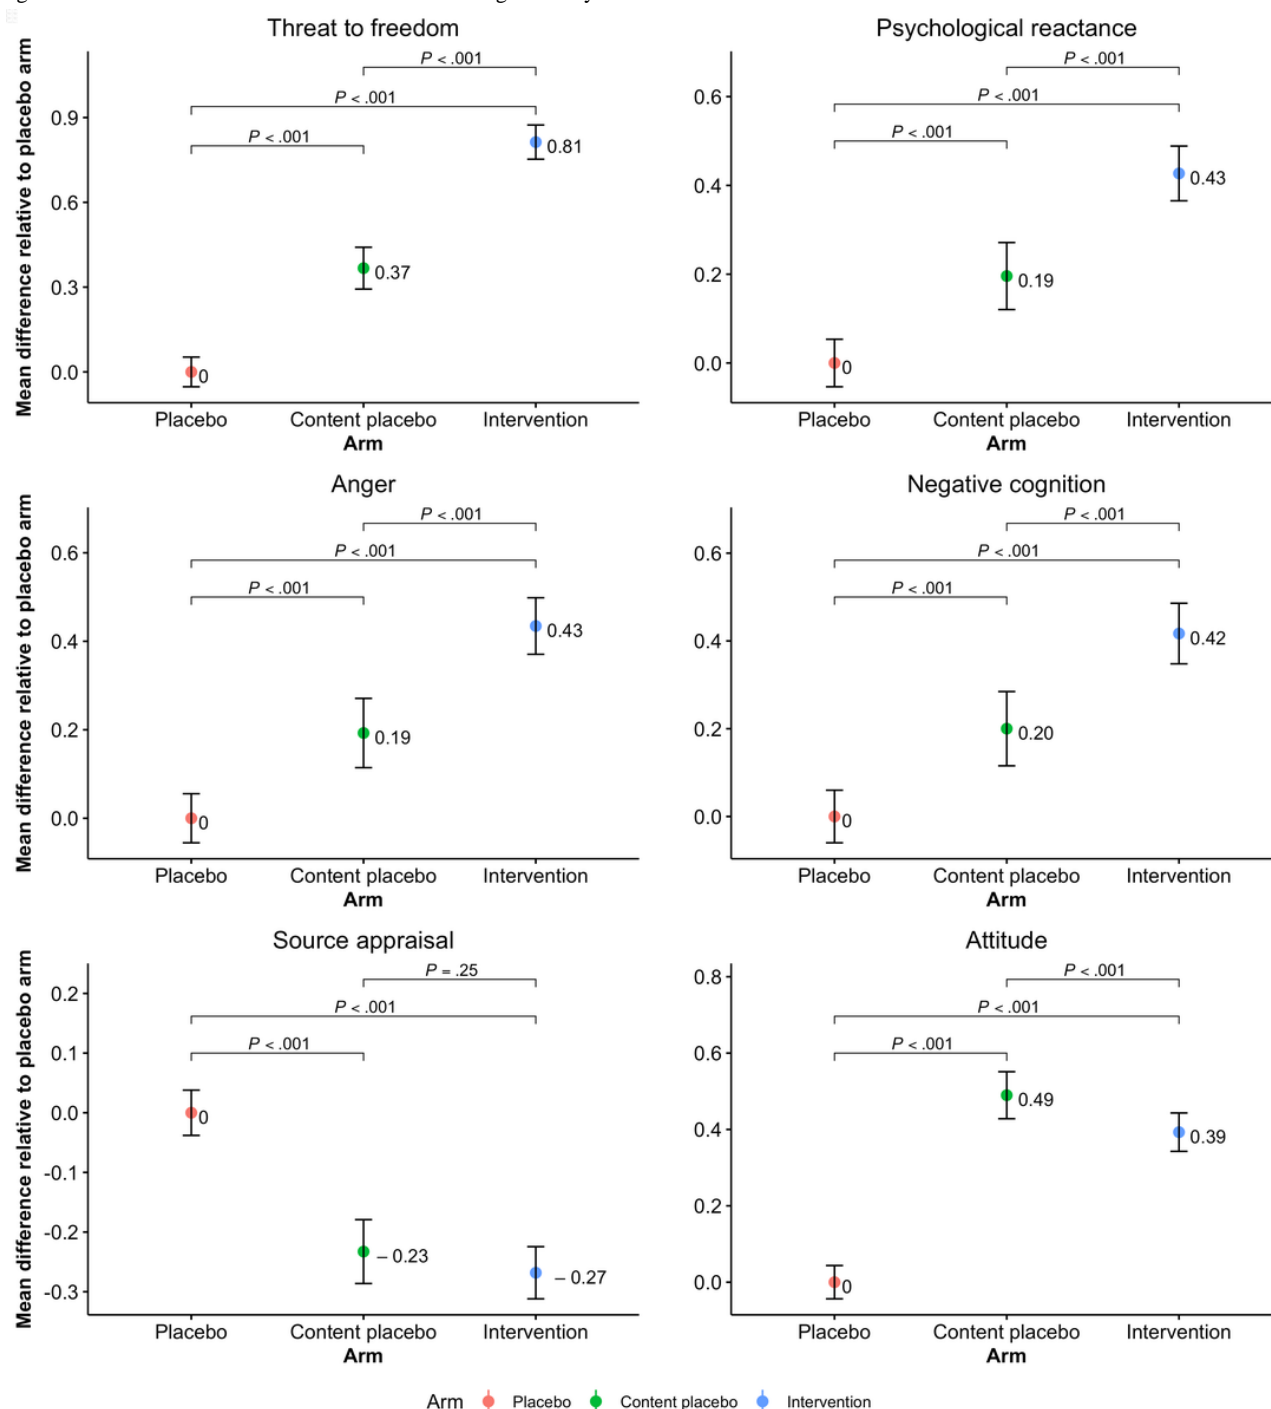 Threat to freedom
Mean difference relative to placebo arm
P < .001
P < .001
P < .001
0.9
0.6
0.3
0.0
0
0.37
0.81
Placebo Content placebo Intervention
Arm
Psychological reactance
P < .001
P < .001
P < .001
0.6
0.4
0.2
0.0
0
0.19
0.43
Placebo Content placebo Intervention
Arm
Anger
Mean difference relative to placebo arm
P < .001
P < .001
P < .001
0.6
0.4
0.2
0.0
0
0.19
0.43
Placebo Content placebo Intervention
Arm
Negative cognition
P < .001
P < .001
P < .001
0.6
0.4
0.2
0.0
0
0.20
0.42
Placebo Content placebo Intervention
Arm
Source appraisal
Mean difference relative to placebo arm
P = .25
P < .001
P < .001
0.2
0.1
0.0
-0.1
-0.2
-0.3
0
– 0.23
– 0.27
Placebo Content placebo Intervention
Arm
Attitude
P < .001
P < .001
P < .001
0.8
0.6
0.4
0.2
0.0
0
0.49
0.39
Placebo Content placebo Intervention
Arm
Arm Placebo Content placebo Intervention